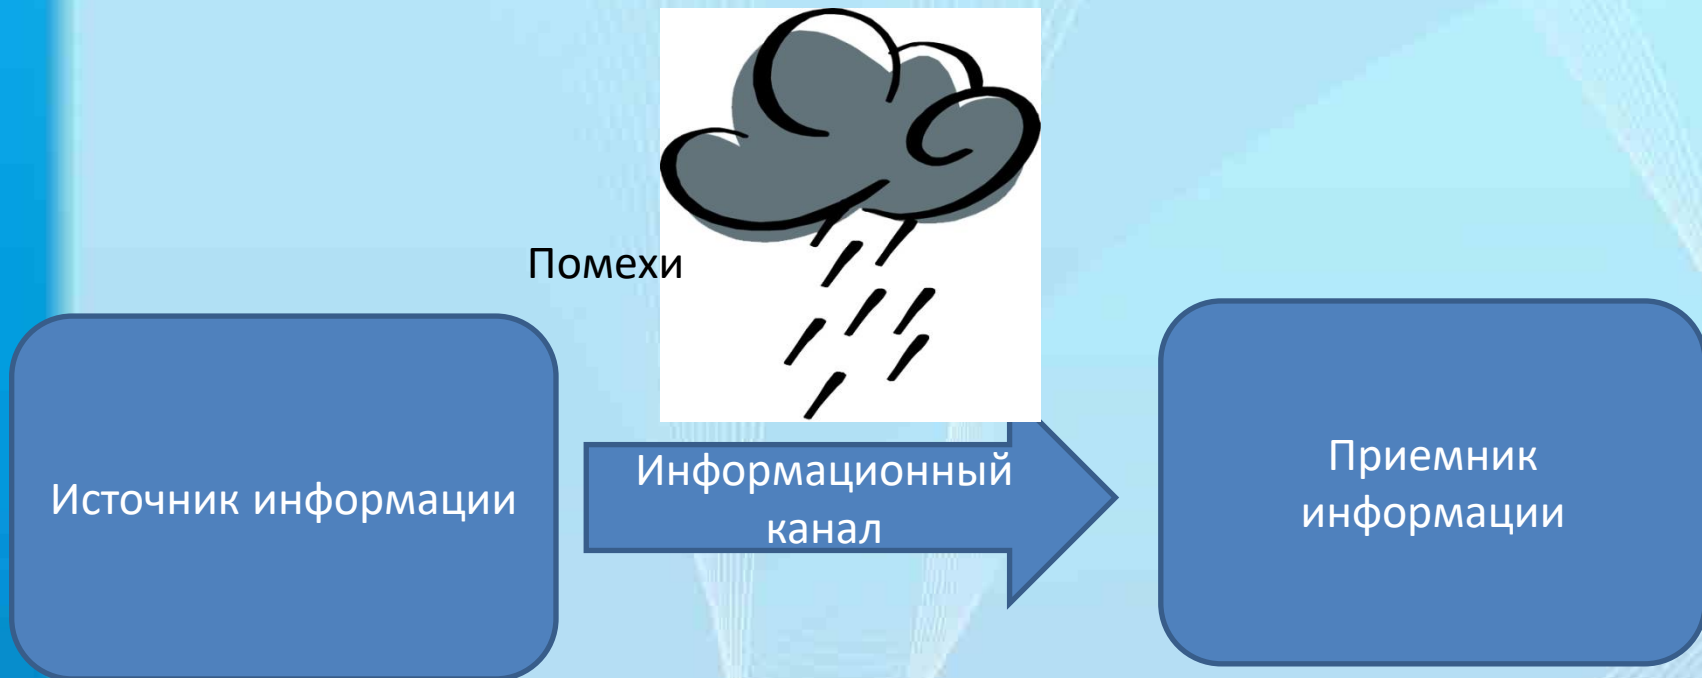 Помехи
Источник информации
Информационный
канал
Приемник
информации